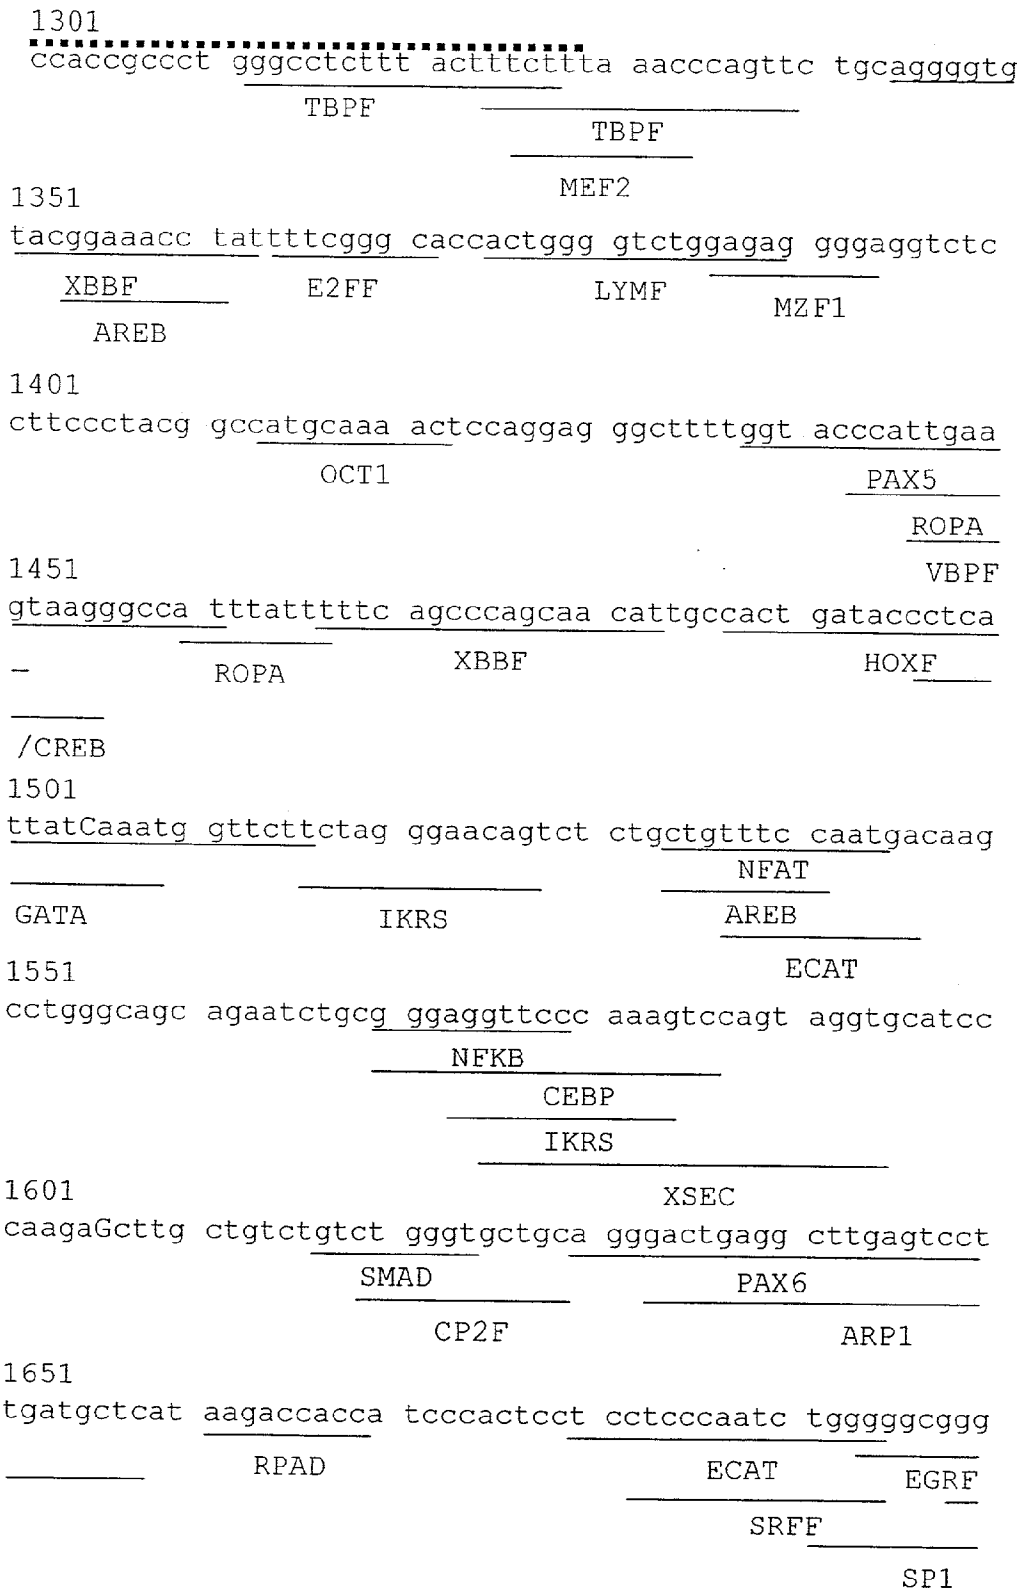 1301
ccaccgccct gggcctcttt actttctttta aacccagttc tgcaggggtg
TBPF
TBPF
MEF2
1351
tacggaaacc tattttcggg caccactggg gtctggagag gggaggtctc
XBBF E2FF LYMF MZF1
AREB
1401
cttccctacg gccatgcaaa actccaggag ggcttttggt acccattgaa
OCT1 PAX5
ROPA
1451 VBPF
gtaagggcca tttatttttc agcccagcaa cattgccact gataccctca
– ROPA XBBF HOXF
/CREB
1501
ttatCaaatg gttcttctag ggaacagtct ctgctgtttc caatgacaag
NFAT
GATA IKRS AREB
ECAT
1551
cctgggcagc agaatctgcg ggaggttccc aaagtccagt aggtgcatcc
NFKB
CEBP
IKRS
1601 XSEC
caagaGcttg ctgtctgtct gggtgctgca gggactgagg cttgagtcct
SMAD PAX6
CP2F ARP1
1651
tgatgctcat aagaccacca tcccactcct cctcccaatc tgggggcggg
RPAD ECAT EGRF
SRFF
SP1